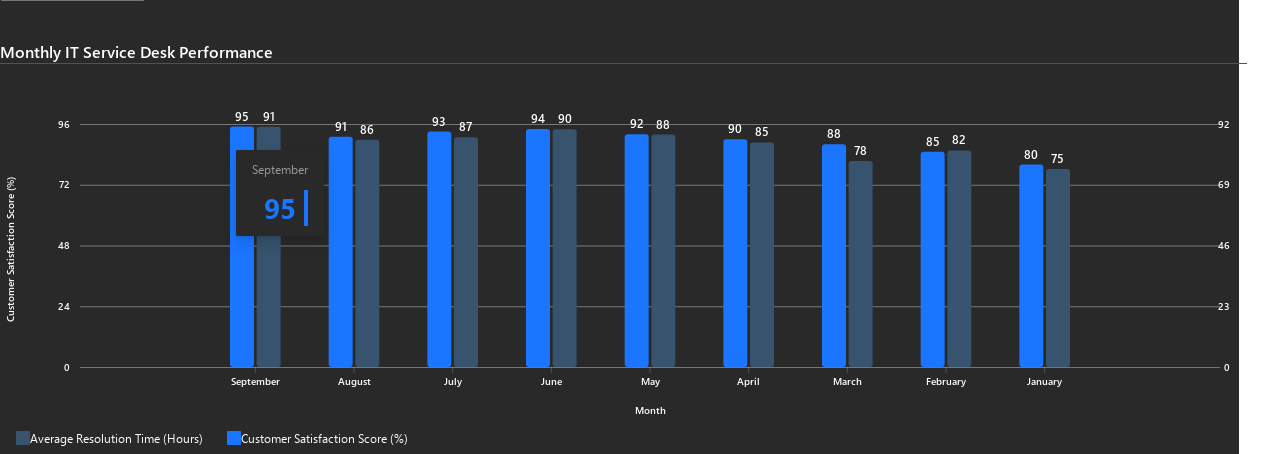 Monthly IT Service Desk Performance
95 91 91 86 93 87 94 90 92 88 90 85 88 78 85 82 80 75
96 92
72 69
48 46
24 23
0 0
September
95
Customer Satisfaction Score (%)
September August July June May April March February January
Month
Average Resolution Time (Hours) Customer Satisfaction Score (%)